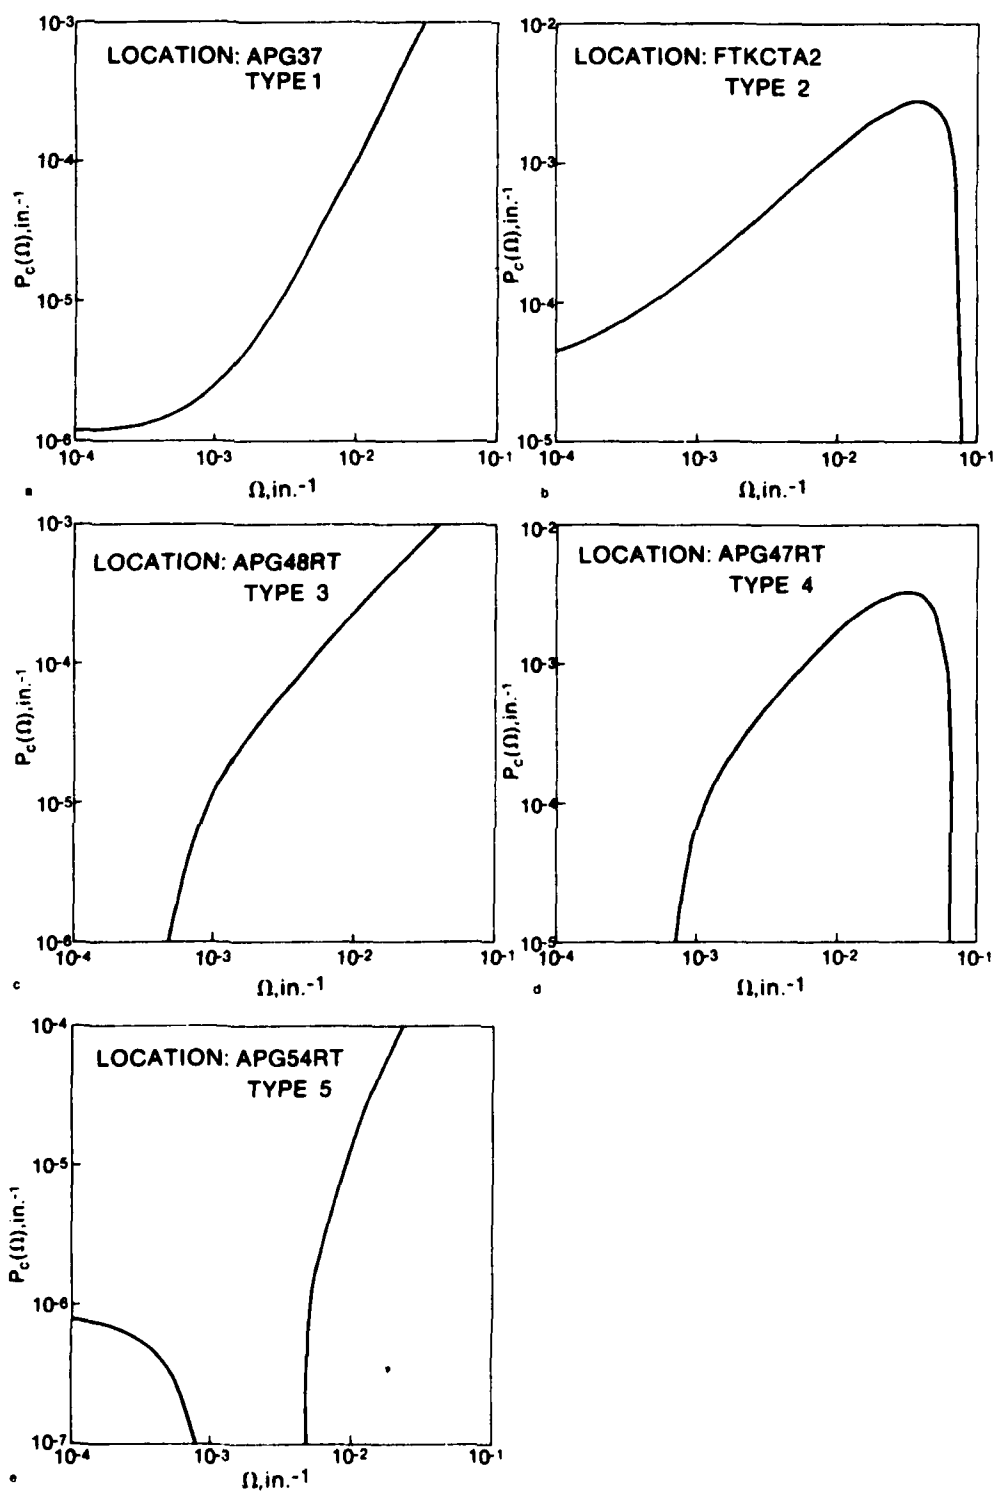 LOCATION: APG37
TYPE 1
P_c(Ω), in.⁻¹
10⁻³
10⁻⁴
10⁻⁵
10⁻⁶
10⁻⁴ 10⁻³ 10⁻² 10⁻¹
Ω, in.⁻¹
a
LOCATION: FTKCTA2
TYPE 2
P_c(Ω), in.⁻¹
10⁻²
10⁻³
10⁻⁴
10⁻⁵
10⁻⁴ 10⁻³ 10⁻² 10⁻¹
Ω, in.⁻¹
b
LOCATION: APG48RT
TYPE 3
P_c(Ω), in.⁻¹
10⁻³
10⁻⁴
10⁻⁵
10⁻⁶
10⁻⁴ 10⁻³ 10⁻² 10⁻¹
Ω, in.⁻¹
c
LOCATION: APG47RT
TYPE 4
P_c(Ω), in.⁻¹
10⁻²
10⁻³
10⁻⁴
10⁻⁵
10⁻⁴ 10⁻³ 10⁻² 10⁻¹
Ω, in.⁻¹
d
LOCATION: APG54RT
TYPE 5
P_c(Ω), in.⁻¹
10⁻⁴
10⁻⁵
10⁻⁶
10⁻⁷
10⁻⁴ 10⁻³ 10⁻² 10⁻¹
Ω, in.⁻¹
e